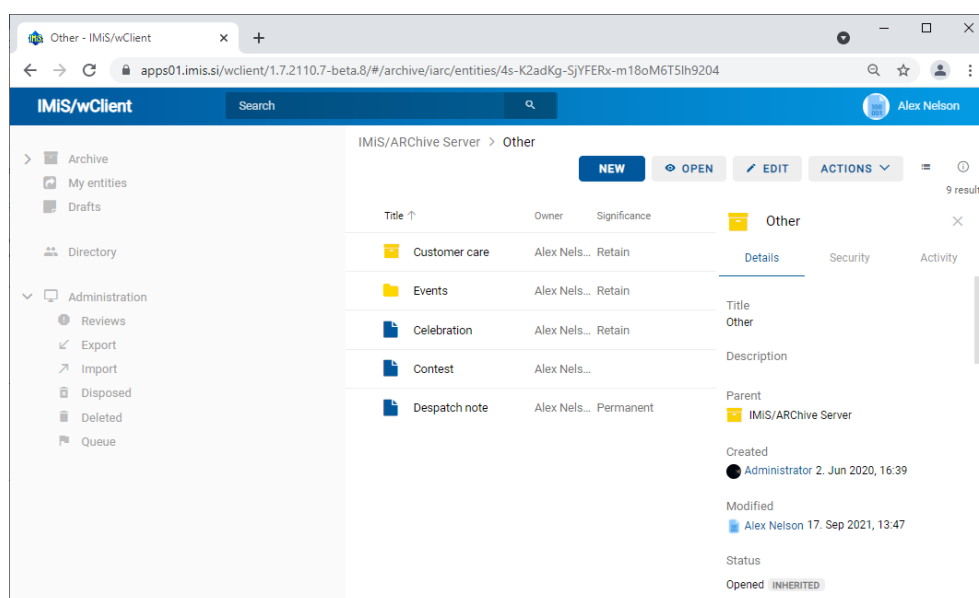 Other - IMiS/wClient
apps01.imis.si/wclient/1.7.2110.7-beta.8/#/archive/iarc/entities/4s-K2adKg-SjYFERx-m18oM6T5Ih9204
IMiS/wClient
Search
Alex Nelson
Archive
My entities
Drafts
Directory
Administration
Reviews
Export
Import
Disposed
Deleted
Queue
IMiS/ARChive Server > Other
NEW OPEN EDIT ACTIONS
9 result
Title Owner Significance
Customer care Alex Nels... Retain
Events Alex Nels... Retain
Celebration Alex Nels... Retain
Contest Alex Nels...
Despatch note Alex Nels... Permanent
Other
Details Security Activity
Title
Other
Description
Parent
IMiS/ARChive Server
Created
Administrator 2. Jun 2020, 16:39
Modified
Alex Nelson 17. Sep 2021, 13:47
Status
Opened INHERITED